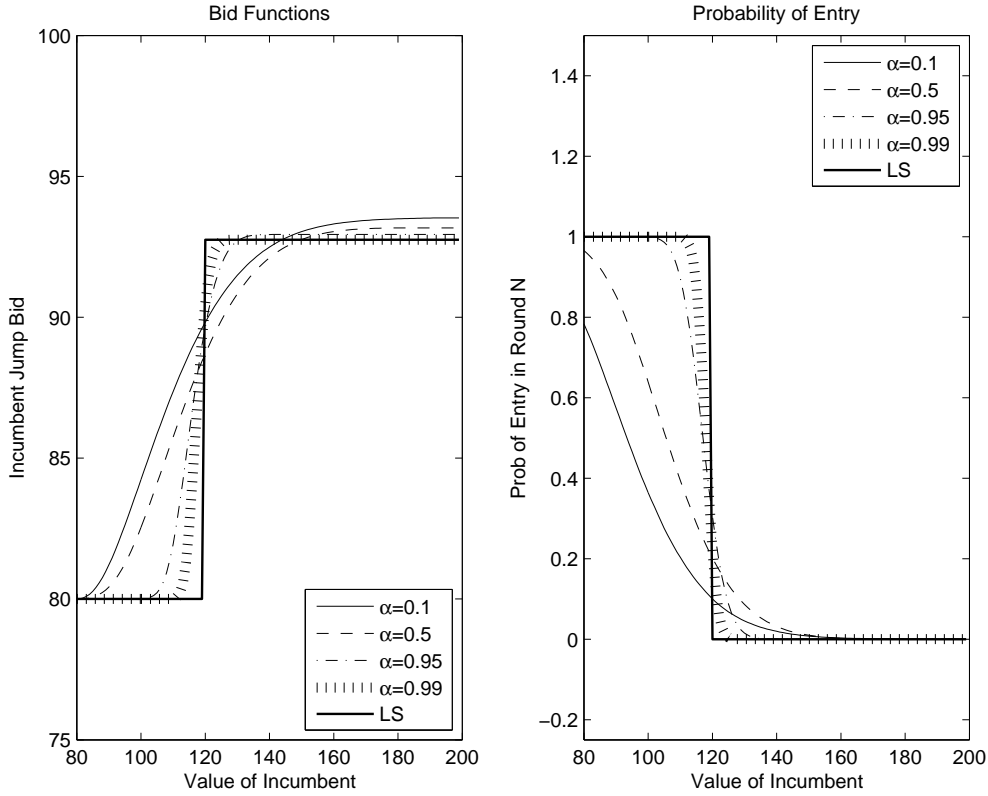 Bid Functions
100
95
90
85
80
75
80 100 120 140 160 180 200
Value of Incumbent
Incumbent Jump Bid
α=0.1
α=0.5
α=0.95
α=0.99
LS
Probability of Entry
1.4
1.2
1
0.8
0.6
0.4
0.2
0
−0.2
80 100 120 140 160 180 200
Value of Incumbent
Prob of Entry in Round N
α=0.1
α=0.5
α=0.95
α=0.99
LS